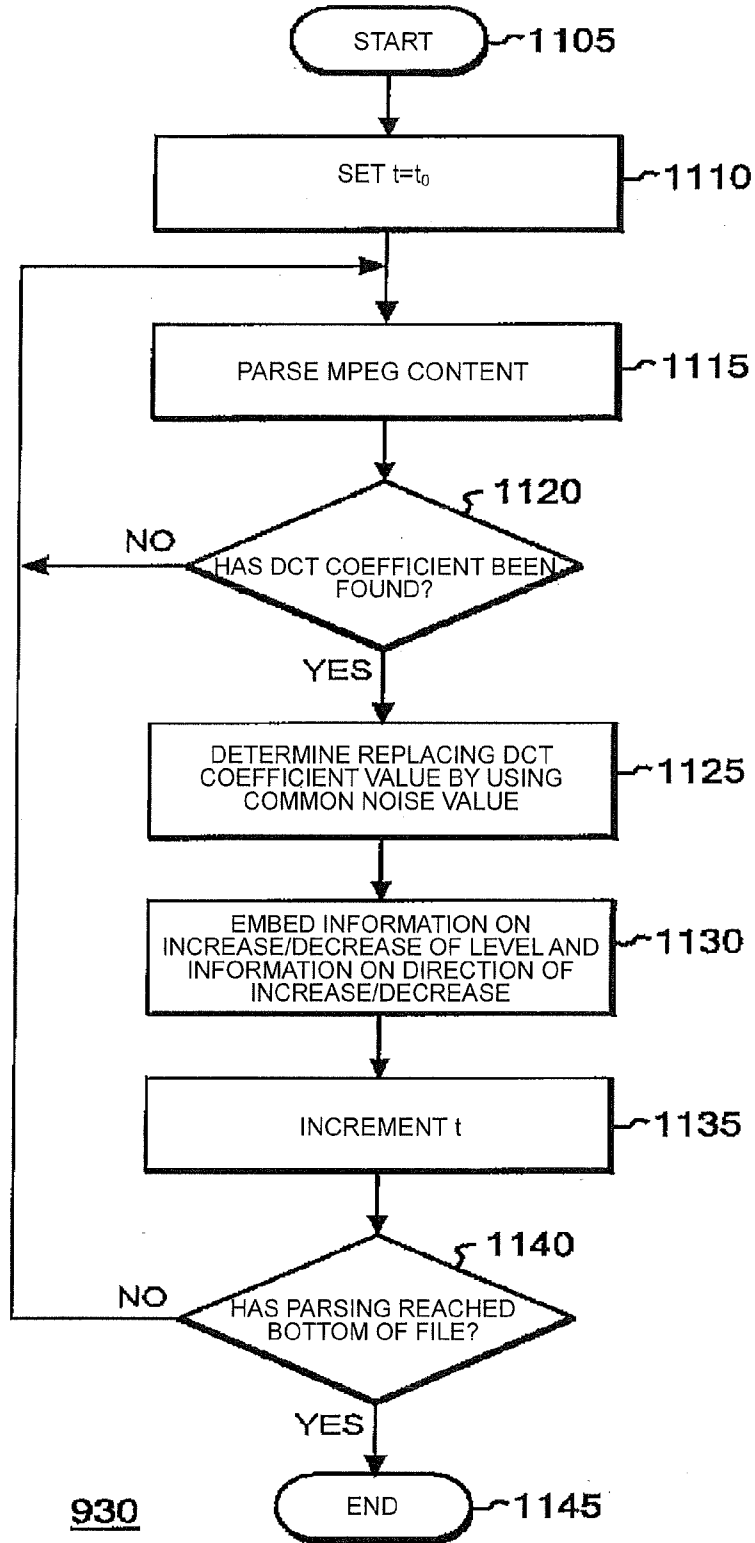 START
1105
SET t=t₀
1110
PARSE MPEG CONTENT
1115
1120
NO
HAS DCT COEFFICIENT BEEN
FOUND?
YES
DETERMINE REPLACING DCT
COEFFICIENT VALUE BY USING
COMMON NOISE VALUE
1125
EMBED INFORMATION ON
INCREASE/DECREASE OF LEVEL AND
INFORMATION ON DIRECTION OF
INCREASE/DECREASE
1130
INCREMENT t
1135
1140
NO
HAS PARSING REACHED
BOTTOM OF FILE?
YES
END
1145
930